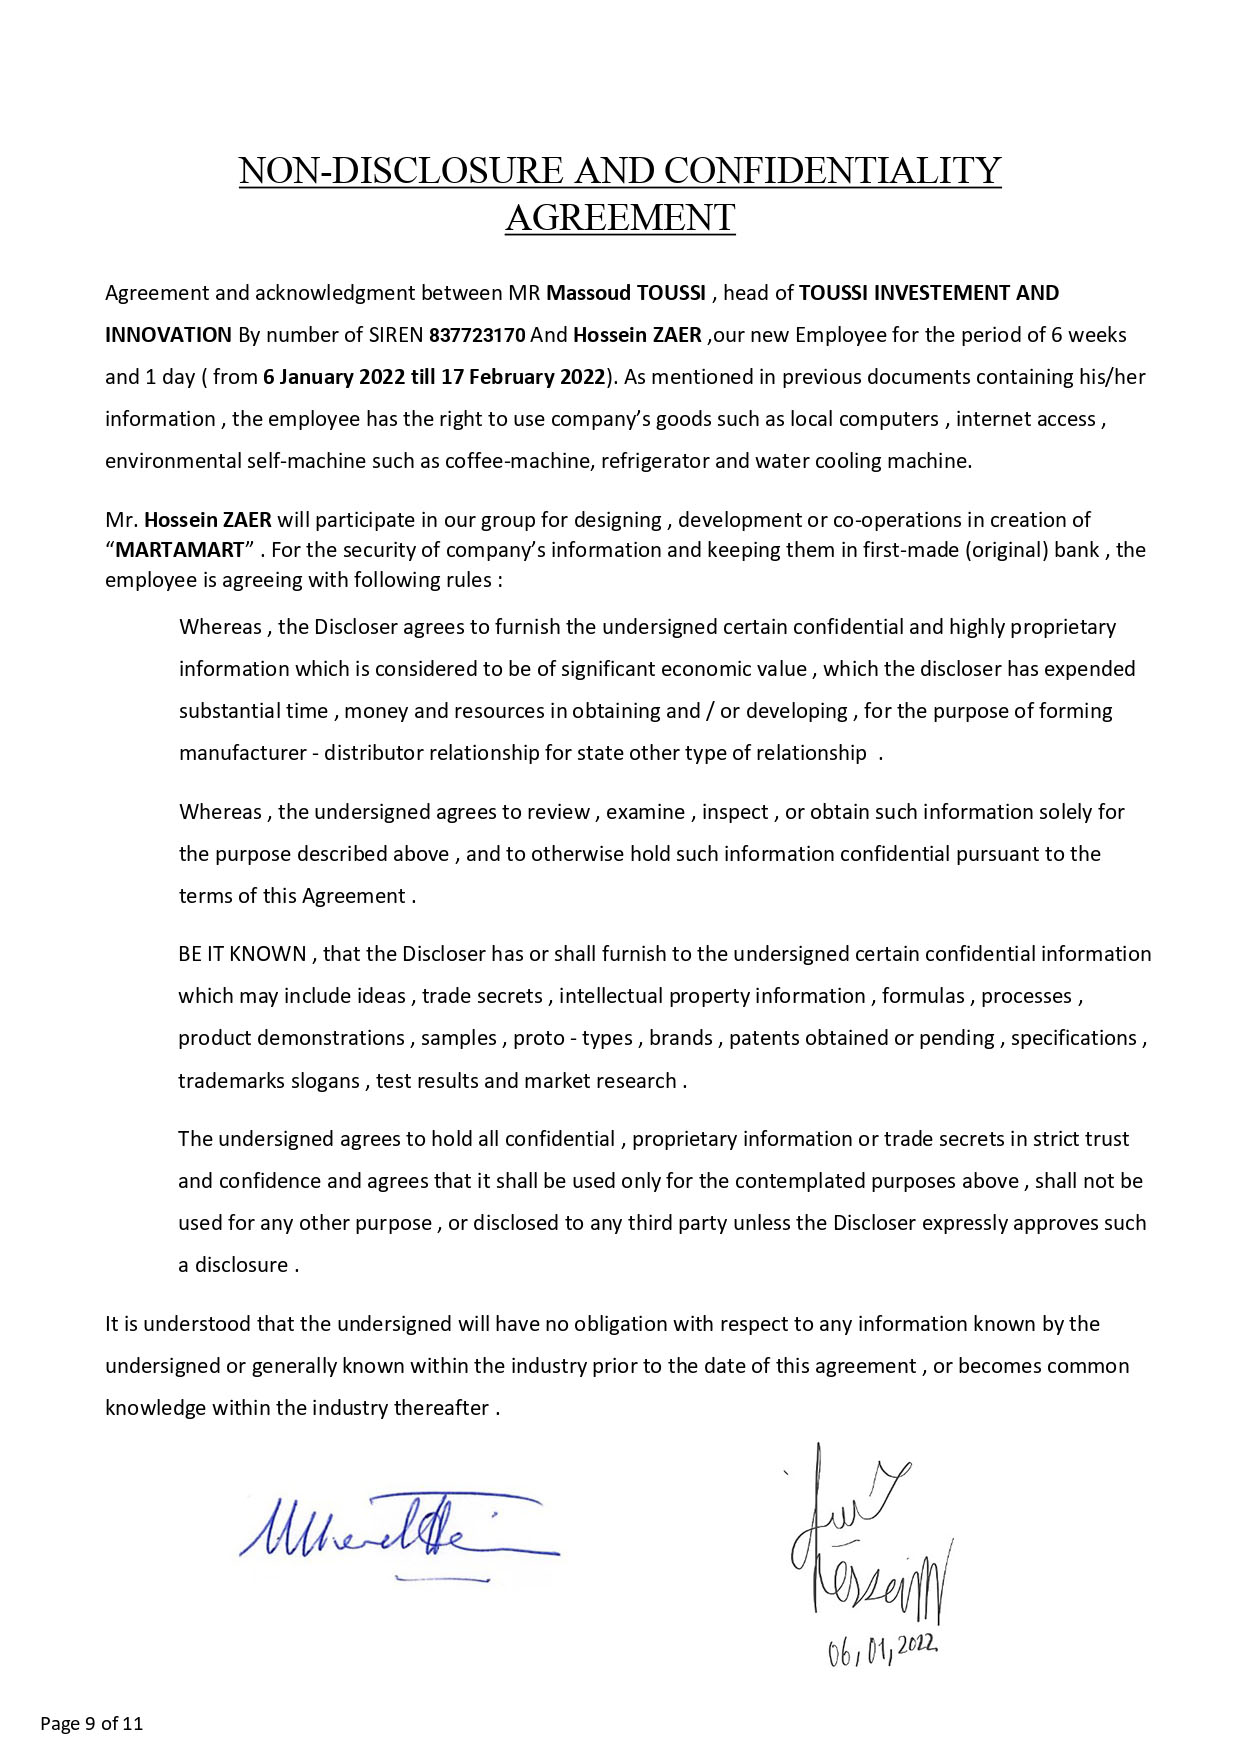 NON-DISCLOSURE AND CONFIDENTIALITY
AGREEMENT
Agreement and acknowledgment between MR Massoud TOUSSI , head of TOUSSI INVESTEMENT AND
INNOVATION By number of SIREN 837723170 And Hossein ZAER ,our new Employee for the period of 6 weeks
and 1 day ( from 6 January 2022 till 17 February 2022). As mentioned in previous documents containing his/her
information , the employee has the right to use company’s goods such as local computers , internet access ,
environmental self-machine such as coffee-machine, refrigerator and water cooling machine.
Mr. Hossein ZAER will participate in our group for designing , development or co-operations in creation of
“MARTAMART” . For the security of company’s information and keeping them in first-made (original) bank , the
employee is agreeing with following rules :
Whereas , the Discloser agrees to furnish the undersigned certain confidential and highly proprietary
information which is considered to be of significant economic value , which the discloser has expended
substantial time , money and resources in obtaining and / or developing , for the purpose of forming
manufacturer - distributor relationship for state other type of relationship  .
Whereas , the undersigned agrees to review , examine , inspect , or obtain such information solely for
the purpose described above , and to otherwise hold such information confidential pursuant to the
terms of this Agreement .
BE IT KNOWN , that the Discloser has or shall furnish to the undersigned certain confidential information
which may include ideas , trade secrets , intellectual property information , formulas , processes ,
product demonstrations , samples , proto - types , brands , patents obtained or pending , specifications ,
trademarks slogans , test results and market research .
The undersigned agrees to hold all confidential , proprietary information or trade secrets in strict trust
and confidence and agrees that it shall be used only for the contemplated purposes above , shall not be
used for any other purpose , or disclosed to any third party unless the Discloser expressly approves such
a disclosure .
It is understood that the undersigned will have no obligation with respect to any information known by the
undersigned or generally known within the industry prior to the date of this agreement , or becomes common
knowledge within the industry thereafter .
06,01,2022
Page 9 of 11